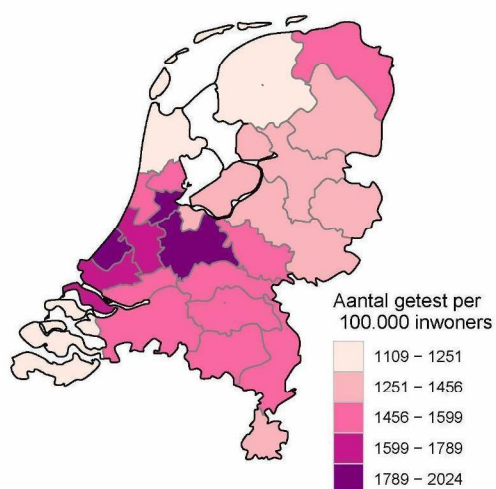 Aantal getest per
100.000 inwoners
1109 – 1251
1251 – 1456
1456 – 1599
1599 – 1789
1789 – 2024